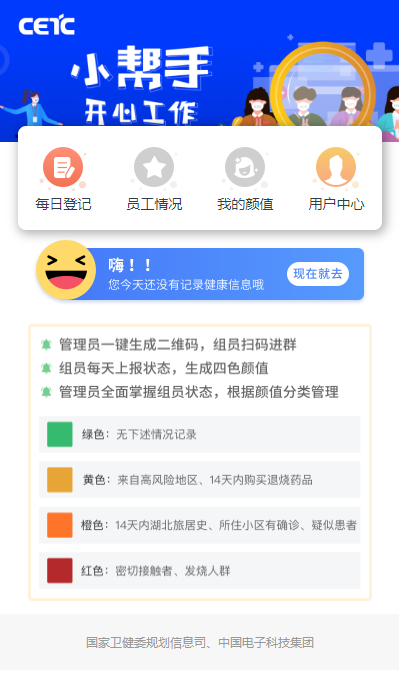 CETC
小帮手
开心工作
每日登记
员工情况
我的颜值
用户中心
嗨！！
您今天还没有记录健康信息哦
现在就去
管理员一键生成二维码，组员扫码进群
组员每天上报状态，生成四色颜值
管理员全面掌握组员状态，根据颜值分类管理
绿色：无下述情况记录
黄色：来自高风险地区、14天内购买退烧药品
橙色：14天内湖北旅居史、所住小区有确诊、疑似患者
红色：密切接触者、发烧人群
国家卫健委规划信息司、中国电子科技集团